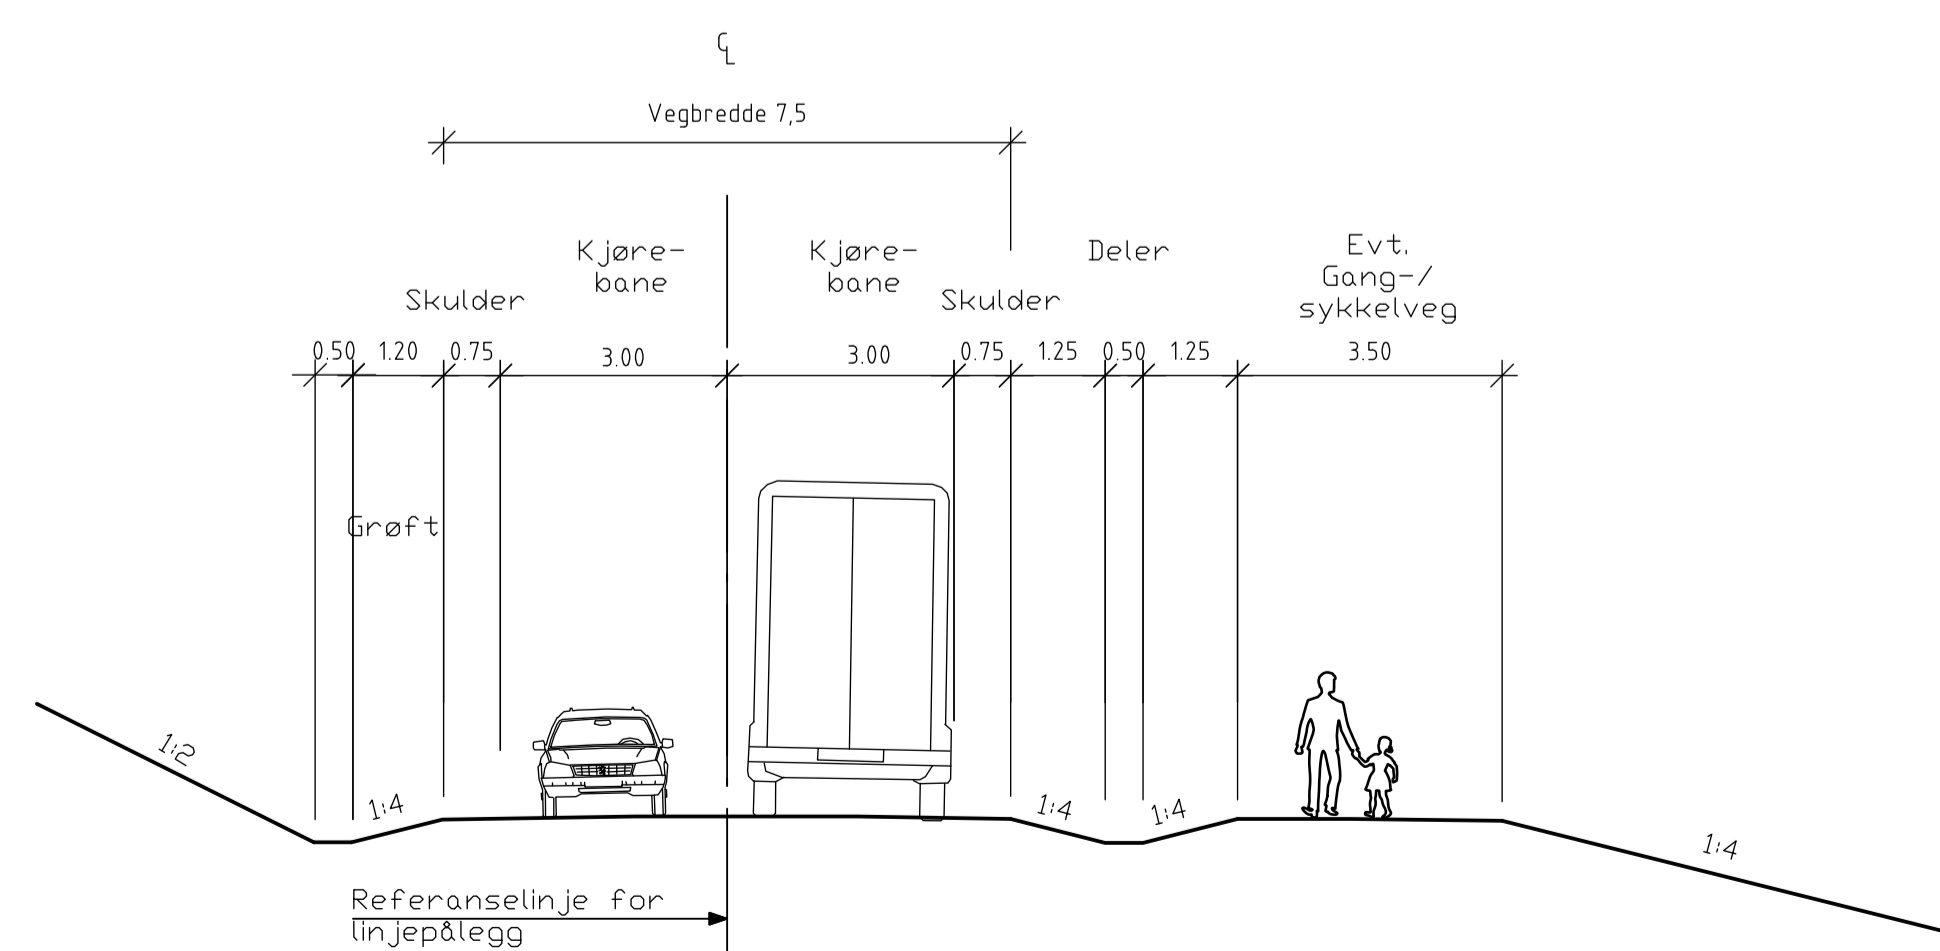 ℄
Vegbredde 7,5
Kjøre-
bane
Kjøre-
bane
Deler
Evt.
Gang-/
sykkelveg
Skulder
Skulder
0.50 1.20 0.75 3.00 3.00 0.75 1.25 0.50 1.25 3.50
Grøft
1:2
1:4
1:4
1:4
1:4
Referanselinje for
linjepålegg